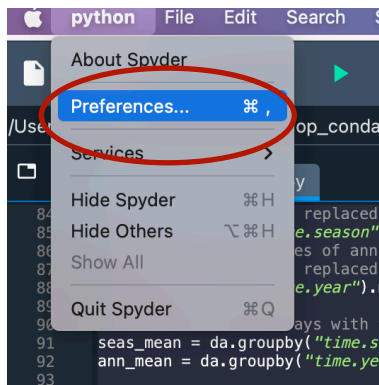 python File Edit Search
About Spyder
Preferences... ⌘ ,
/User
op_conda
Services >
y
84 replaced
Hide Spyder ⌘ H
85 e.season"
Hide Others ⌥ ⌘ H
86 es of ann
87 replaced
Show All
88 e.year").
89
Quit Spyder ⌘ Q
90 ays with
91 seas_mean = da.groupby("time.s
92 ann_mean = da.groupby("time.ye
93